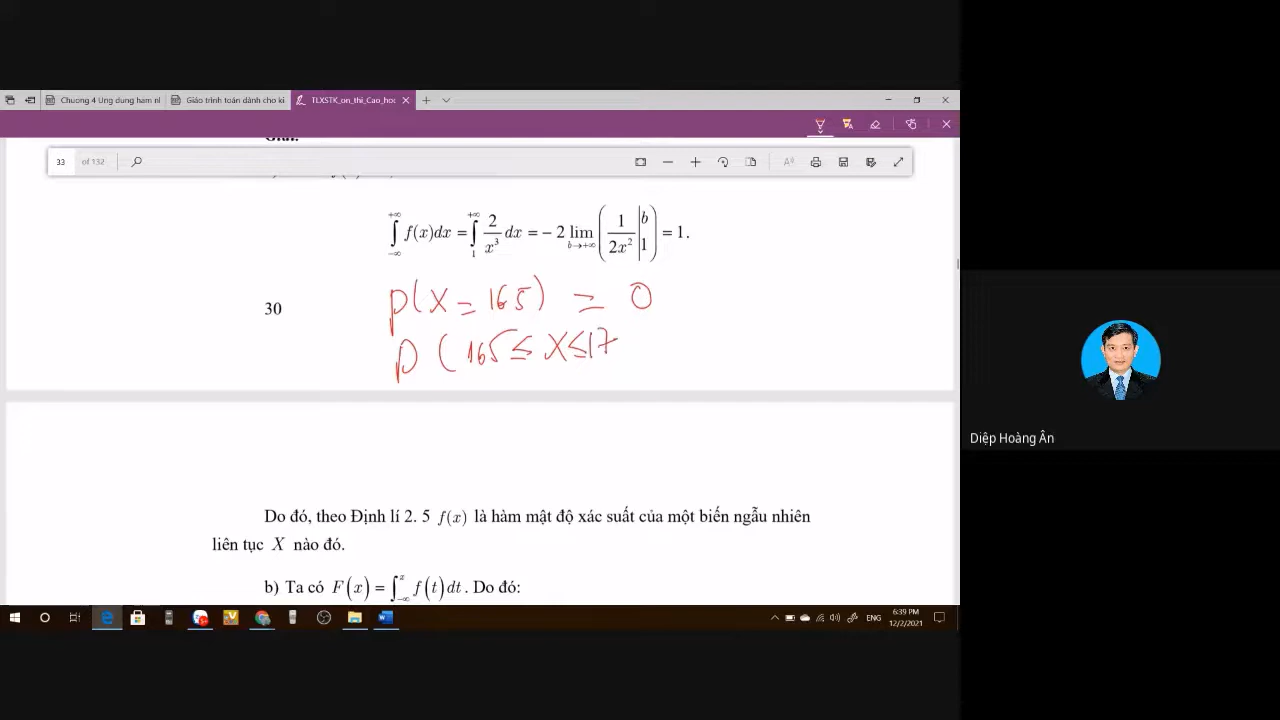 Chuong 4 Ung dung ham nl
Giáo trình toán dành cho ki
TLXSTK_on_thi_Cao_hoc
Giải.
33 of 132
+∞ ∫ −∞ f(x)dx = +∞ ∫ 1 2/x³ dx = − 2 lim b→+∞ ( 1/2x² | b 1 ) = 1.
P(X = 165) = 0
30
P ( 165 ≤ X ≤ 17
Diệp Hoàng Ân
Do đó, theo Định lí 2. 5 f(x) là hàm mật độ xác suất của một biến ngẫu nhiên
liên tục X nào đó.
b) Ta có F(x) = ∫ x −∞ f(t)dt. Do đó:
ENG
6:39 PM
12/2/2021